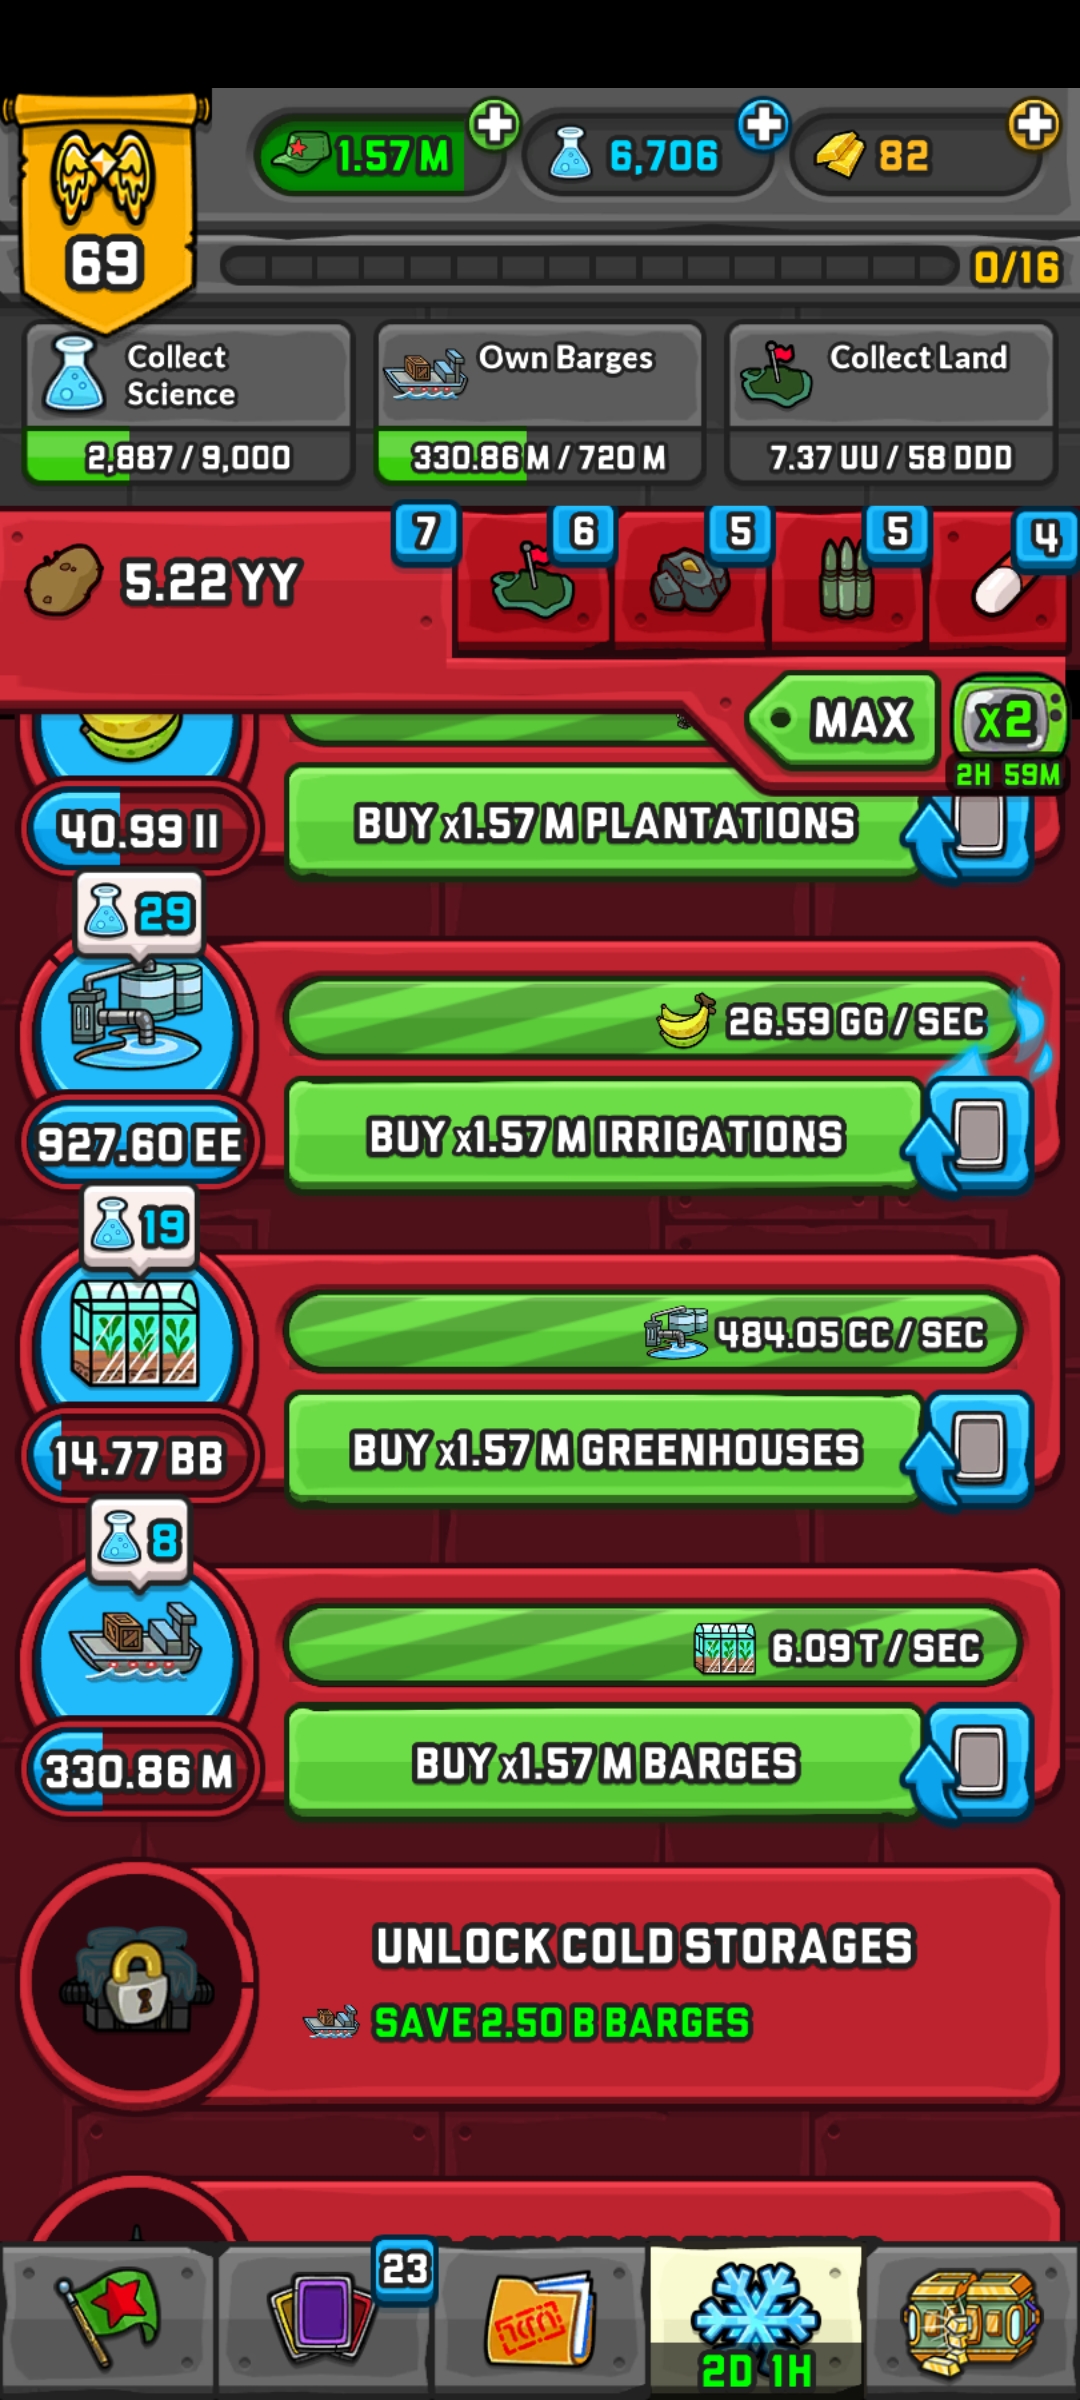 1.57 M
6,706
82
69
0/16
Collect
Science
2,887 / 9,000
Own Barges
330.86 M / 720 M
Collect Land
7.37 UU / 58 DDD
5.22 YY
7
6
5
5
4
MAX
x2
2H 59M
40.99 II
BUY x1.57 M PLANTATIONS
29
26.59 GG / SEC
927.60 EE
BUY x1.57 M IRRIGATIONS
19
484.05 CC / SEC
14.77 BB
BUY x1.57 M GREENHOUSES
8
6.09 T / SEC
330.86 M
BUY x1.57 M BARGES
UNLOCK COLD STORAGES
SAVE 2.50 B BARGES
23
2D 1H